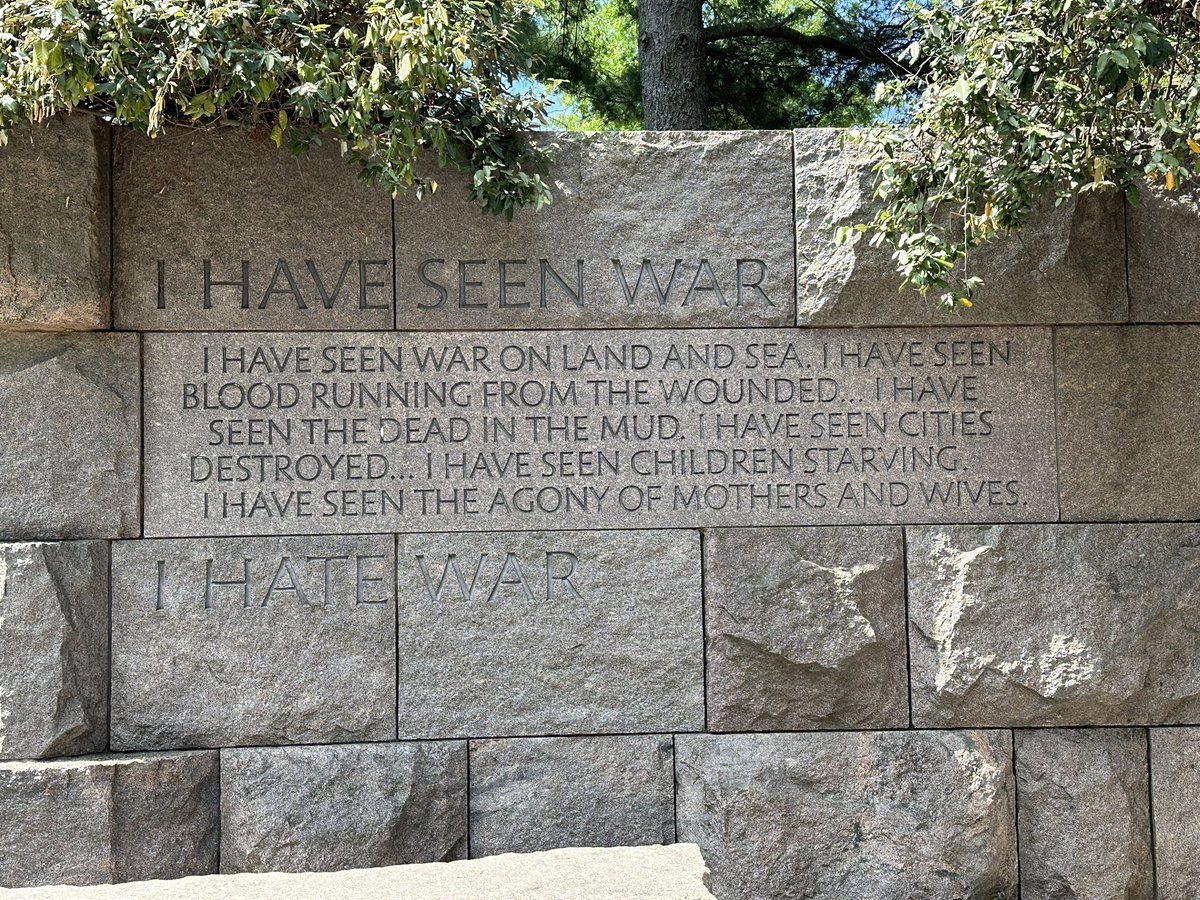 I HAVE SEEN WAR
I HAVE SEEN WAR ON LAND AND SEA. I HAVE SEEN
BLOOD RUNNING FROM THE WOUNDED... I HAVE
SEEN THE DEAD IN THE MUD. I HAVE SEEN CITIES
DESTROYED... I HAVE SEEN CHILDREN STARVING.
I HAVE SEEN THE AGONY OF MOTHERS AND WIVES.
I HATE WAR